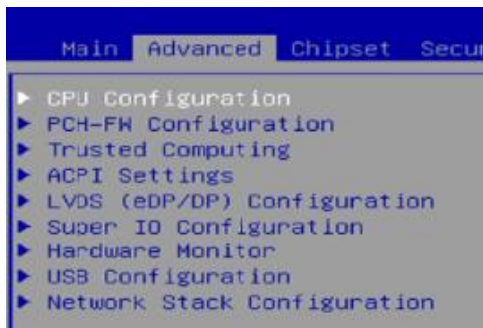 Main Advanced Chipset Secur
▶ CPU Configuration
▶ PCH-FW Configuration
▶ Trusted Computing
▶ ACPI Settings
▶ LVDS (eDP/DP) Configuration
▶ Super IO Configuration
▶ Hardware Monitor
▶ USB Configuration
▶ Network Stack Configuration